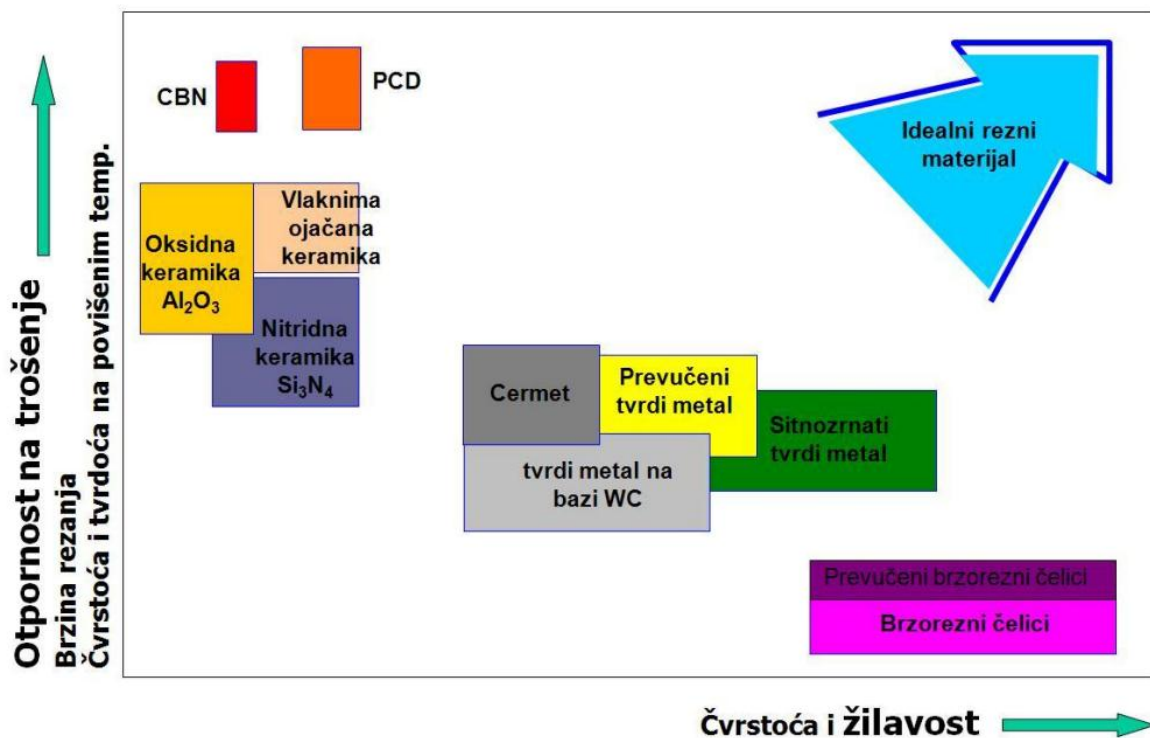 CBN
PCD
Idealni rezni
materijal
Vlaknima
ojačana
keramika
Oksidna
keramika
Al₂O₃
Nitridna
keramika
Si₃N₄
Cermet
Prevučeni
tvrdi metal
Sitnozrnati
tvrdi metal
tvrdi metal na
bazi WC
Prevučeni brzorezni čelici
Brzorezni čelici
Otpornost na trošenje
Brzina rezanja
Čvrstoća i tvrdoća na povišenim temp.
Čvrstoća i žilavost